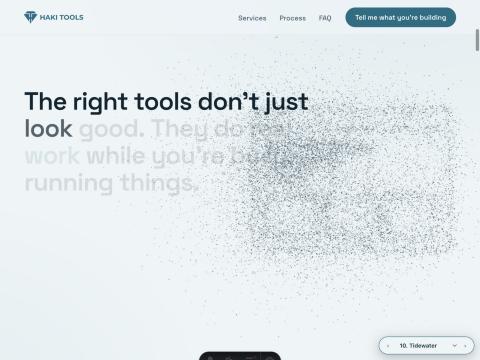 HAKI TOOLS
Services
Process
FAQ
Tell me what you're building
The right tools don't just
look good. They do real
work while you're busy
running things.
10. Tidewater